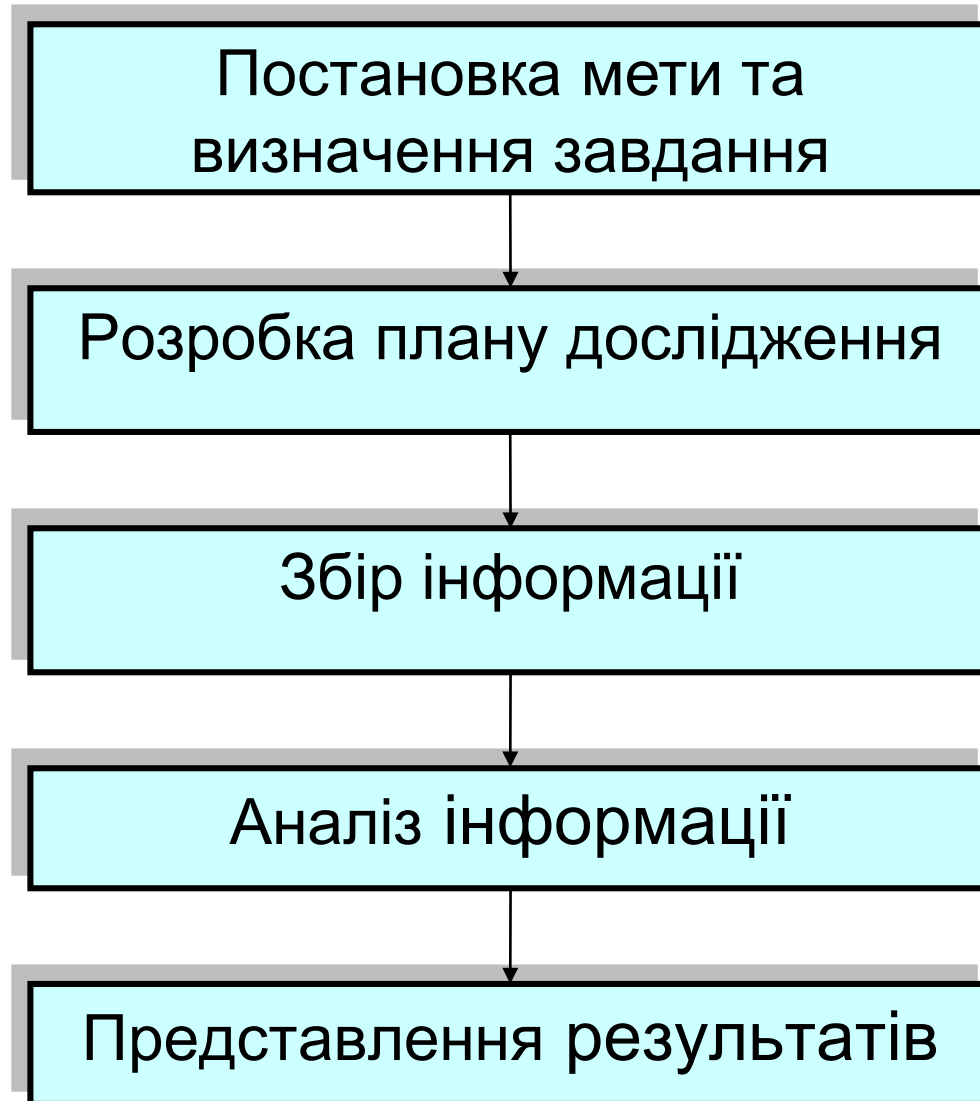 Постановка мети та
визначення завдання
Розробка плану дослідження
Збір інформації
Аналіз інформації
Представлення результатів